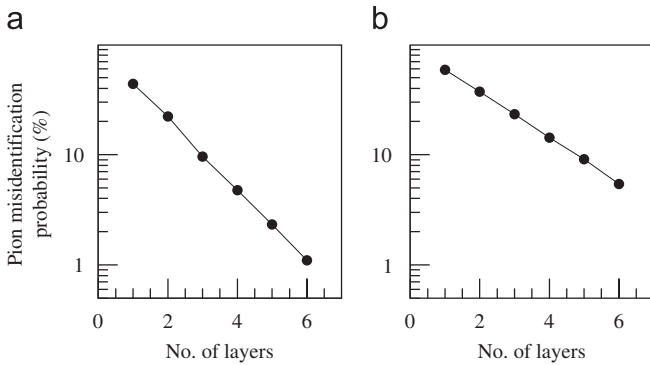 a
b
Pion misidentification
probability (%)
10
1
0
2
4
6
No. of layers
10
1
0
2
4
6
No. of layers